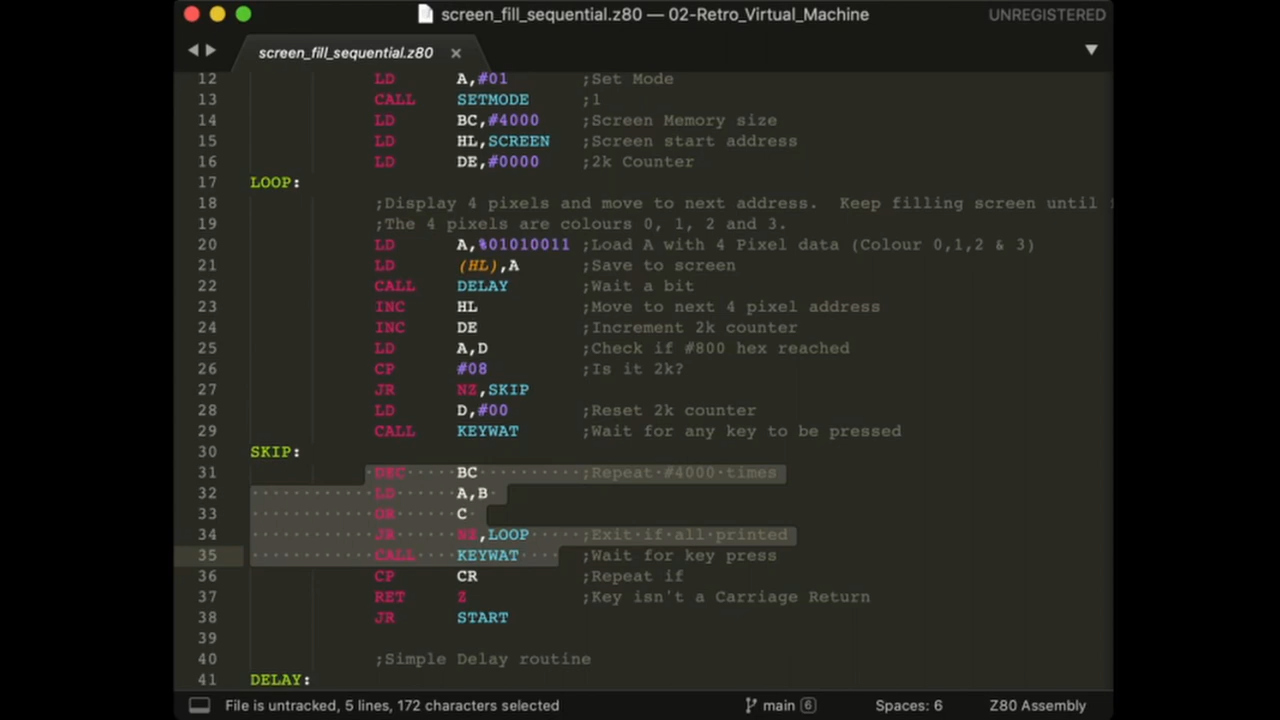 screen_fill_sequential.z80 — 02-Retro_Virtual_Machine UNREGISTERED
screen_fill_sequential.z80 ×
12 LD A,#01 ;Set Mode
13 CALL SETMODE ;1
14 LD BC,#4000 ;Screen Memory size
15 LD HL,SCREEN ;Screen start address
16 LD DE,#0000 ;2k Counter
17 LOOP:
18 ;Display 4 pixels and move to next address.  Keep filling screen until
19 ;The 4 pixels are colours 0, 1, 2 and 3.
20 LD A,%01010011 ;Load A with 4 Pixel data (Colour 0,1,2 & 3)
21 LD (HL),A ;Save to screen
22 CALL DELAY ;Wait a bit
23 INC HL ;Move to next 4 pixel address
24 INC DE ;Increment 2k counter
25 LD A,D ;Check if #800 hex reached
26 CP #08 ;Is it 2k?
27 JR NZ,SKIP
28 LD D,#00 ;Reset 2k counter
29 CALL KEYWAT ;Wait for any key to be pressed
30 SKIP:
31 DEC BC ;Repeat #4000 times
32 LD A,B
33 OR C
34 JR NZ,LOOP ;Exit if all printed
35 CALL KEYWAT ;Wait for key press
36 CP CR ;Repeat if
37 RET Z ;Key isn't a Carriage Return
38 JR START
39
40 ;Simple Delay routine
41 DELAY:
File is untracked, 5 lines, 172 characters selected main 6 Spaces: 6 Z80 Assembly